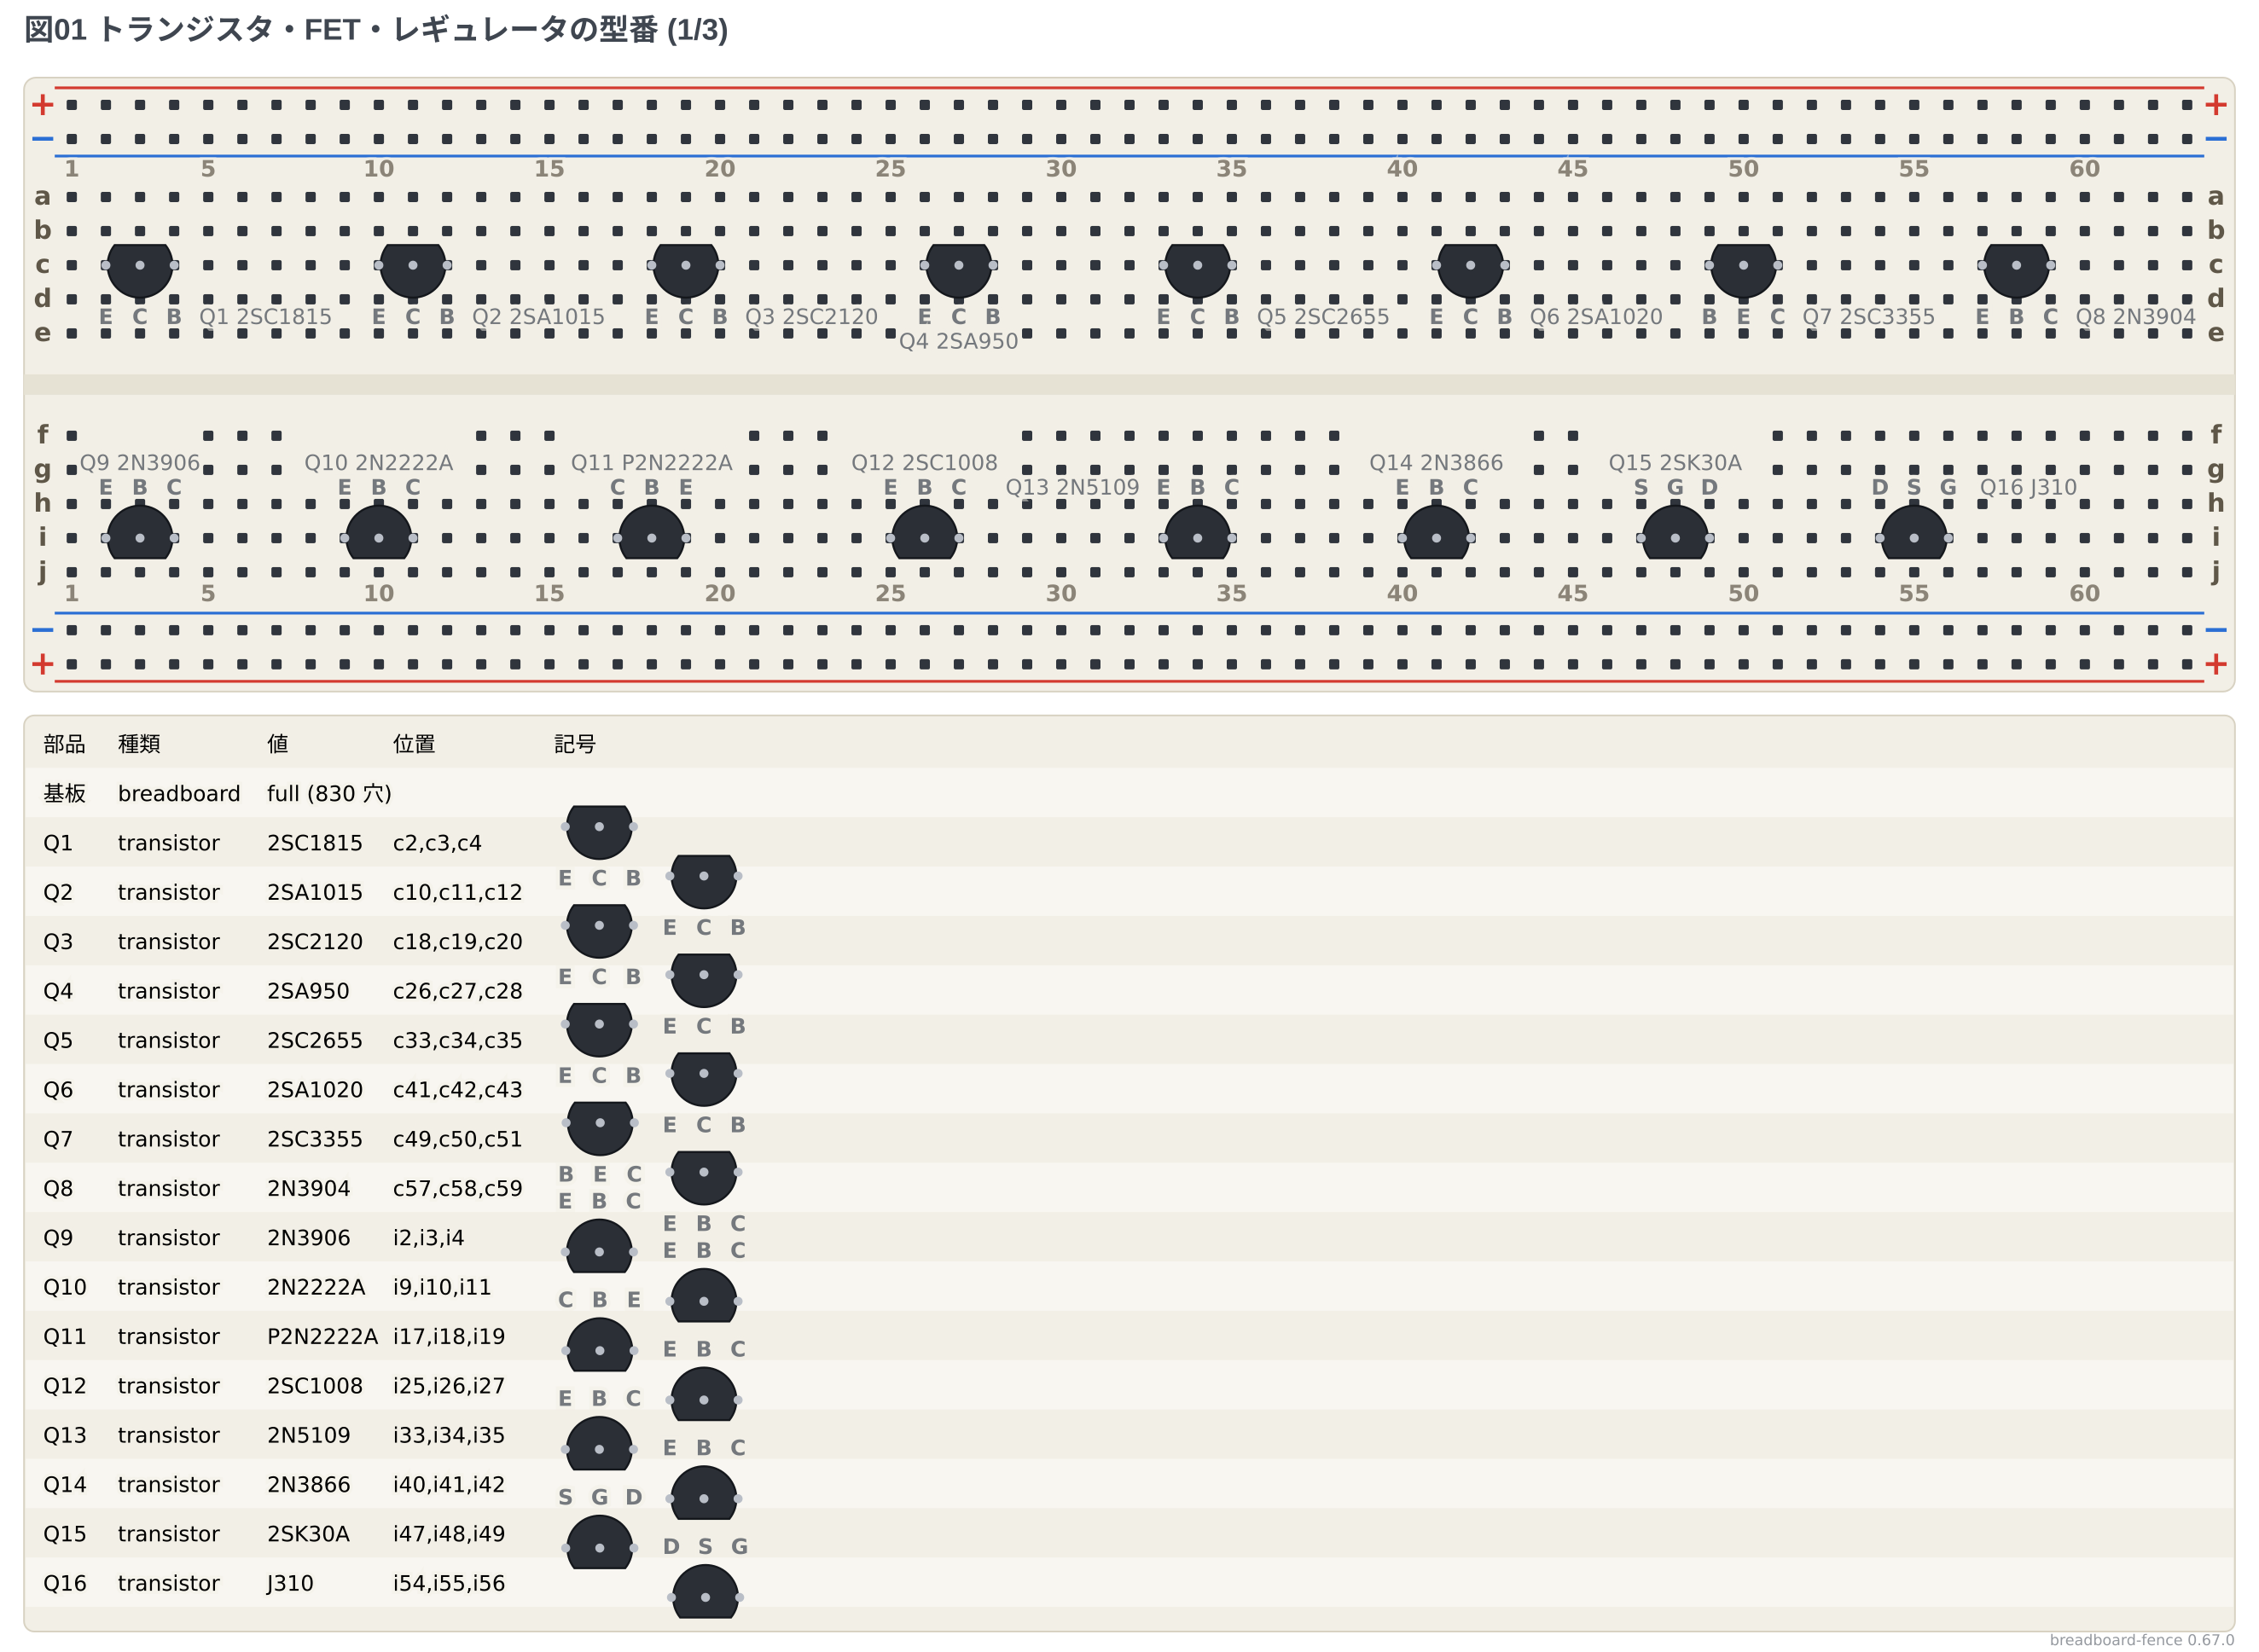 図01 トランジスタ・FET・レギュレータの型番 (1/3)
+ +
− −
1 5 10 15 20 25 30 35 40 45 50 55 60
a a
b b
c c
d d
E C B Q1 2SC1815 E C B Q2 2SA1015 E C B Q3 2SC2120 E C B E C B Q5 2SC2655 E C B Q6 2SA1020 B E C Q7 2SC3355 E B C Q8 2N3904
e e
Q4 2SA950
f f
Q9 2N3906 Q10 2N2222A Q11 P2N2222A Q12 2SC1008 Q14 2N3866 Q15 2SK30A
g g
E B C E B C C B E E B C Q13 2N5109 E B C E B C S G D D S G Q16 J310
h h
i i
j j
1 5 10 15 20 25 30 35 40 45 50 55 60
− −
+ +
部品 種類 値 位置 記号
基板 breadboard full (830 穴)
Q1 transistor 2SC1815 c2,c3,c4
E C B
Q2 transistor 2SA1015 c10,c11,c12
E C B
Q3 transistor 2SC2120 c18,c19,c20
E C B
Q4 transistor 2SA950 c26,c27,c28
E C B
Q5 transistor 2SC2655 c33,c34,c35
E C B
Q6 transistor 2SA1020 c41,c42,c43
E C B
Q7 transistor 2SC3355 c49,c50,c51
B E C
Q8 transistor 2N3904 c57,c58,c59
E B C
E B C
Q9 transistor 2N3906 i2,i3,i4
E B C
Q10 transistor 2N2222A i9,i10,i11
C B E
Q11 transistor P2N2222A i17,i18,i19
E B C
Q12 transistor 2SC1008 i25,i26,i27
E B C
Q13 transistor 2N5109 i33,i34,i35
E B C
Q14 transistor 2N3866 i40,i41,i42
S G D
Q15 transistor 2SK30A i47,i48,i49
D S G
Q16 transistor J310 i54,i55,i56
breadboard-fence 0.67.0